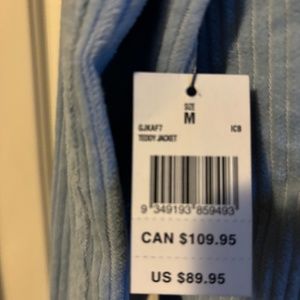 SIZE
M
GJKAF7 ICB
TEDDY JACKET
9 349193 859493
CAN $109.95
US $89.95